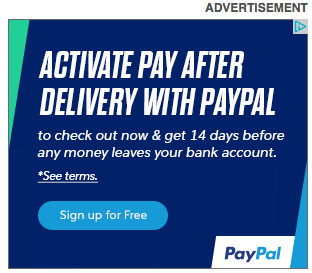 ADVERTISEMENT
ACTIVATE PAY AFTER
DELIVERY WITH PAYPAL
to check out now & get 14 days before
any money leaves your bank account.
*See terms.
Sign up for Free
PayPal